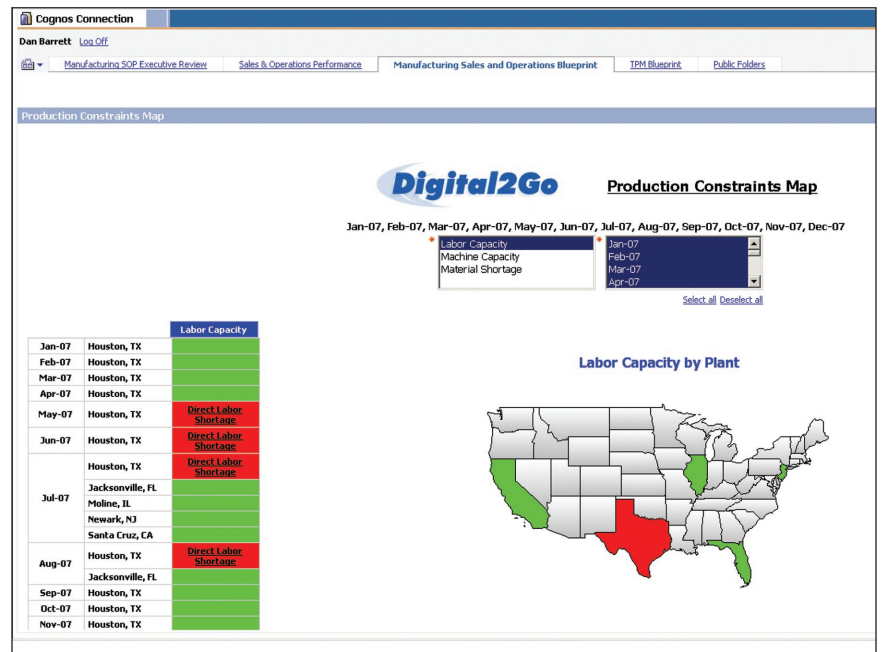 Cognos Connection
Dan Barrett Log Off
Manufacturing SOP Executive Review Sales & Operations Performance Manufacturing Sales and Operations Blueprint TPM Blueprint Public Folders
Production Constraints Map
Digital2Go Production Constraints Map
Jan-07, Feb-07, Mar-07, Apr-07, May-07, Jun-07, Jul-07, Aug-07, Sep-07, Oct-07, Nov-07, Dec-07
Labor Capacity
Machine Capacity
Material Shortage
Jan-07
Feb-07
Mar-07
Apr-07
Select all Deselect all
Labor Capacity
Jan-07 Houston, TX
Feb-07 Houston, TX
Mar-07 Houston, TX
Apr-07 Houston, TX
May-07 Houston, TX Direct Labor
Shortage
Jun-07 Houston, TX Direct Labor
Shortage
Jul-07 Houston, TX Direct Labor
Shortage
Jacksonville, FL
Moline, IL
Newark, NJ
Santa Cruz, CA
Aug-07 Houston, TX Direct Labor
Shortage
Jacksonville, FL
Sep-07 Houston, TX
Oct-07 Houston, TX
Nov-07 Houston, TX
Labor Capacity by Plant